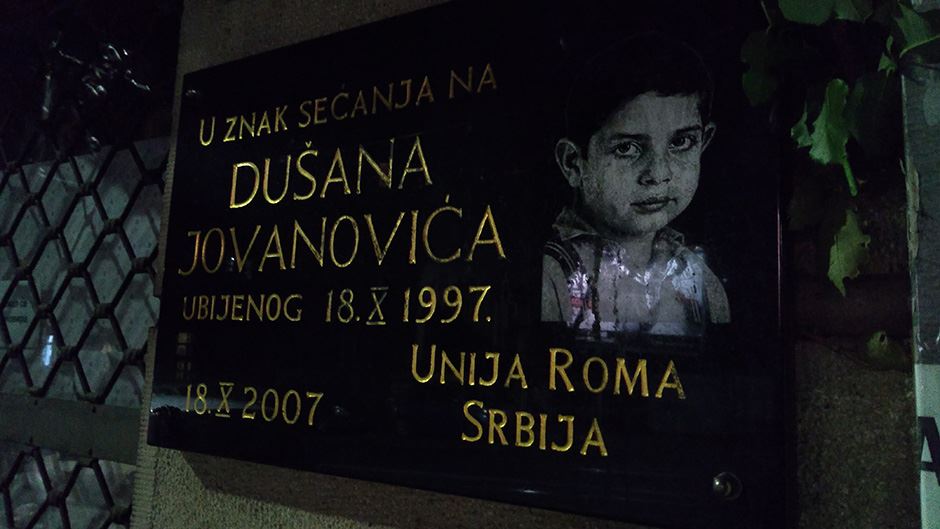 U ZNAK SEĆANJA NA
DUŠANA
JOVANOVIĆA
UBIJENOG 18.X 1997.
UNIJA ROMA
SRBIJA
18.X 2007